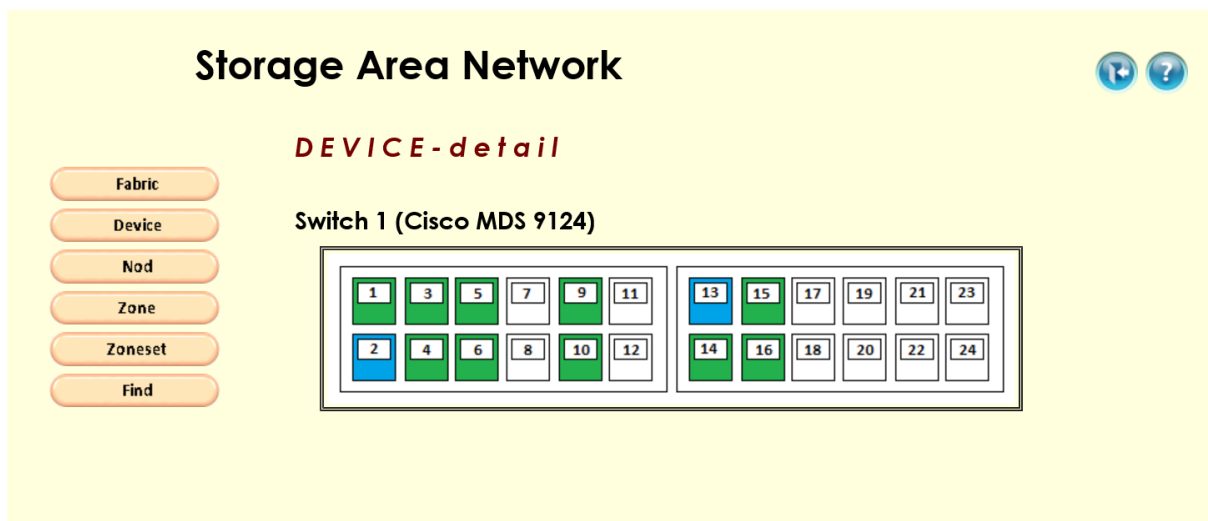 Storage Area Network
?
DEVICE-detail
Fabric
Device
Nod
Zone
Zoneset
Find
Switch 1 (Cisco MDS 9124)
1 3 5 7 9 11 13 15 17 19 21 23
2 4 6 8 10 12 14 16 18 20 22 24